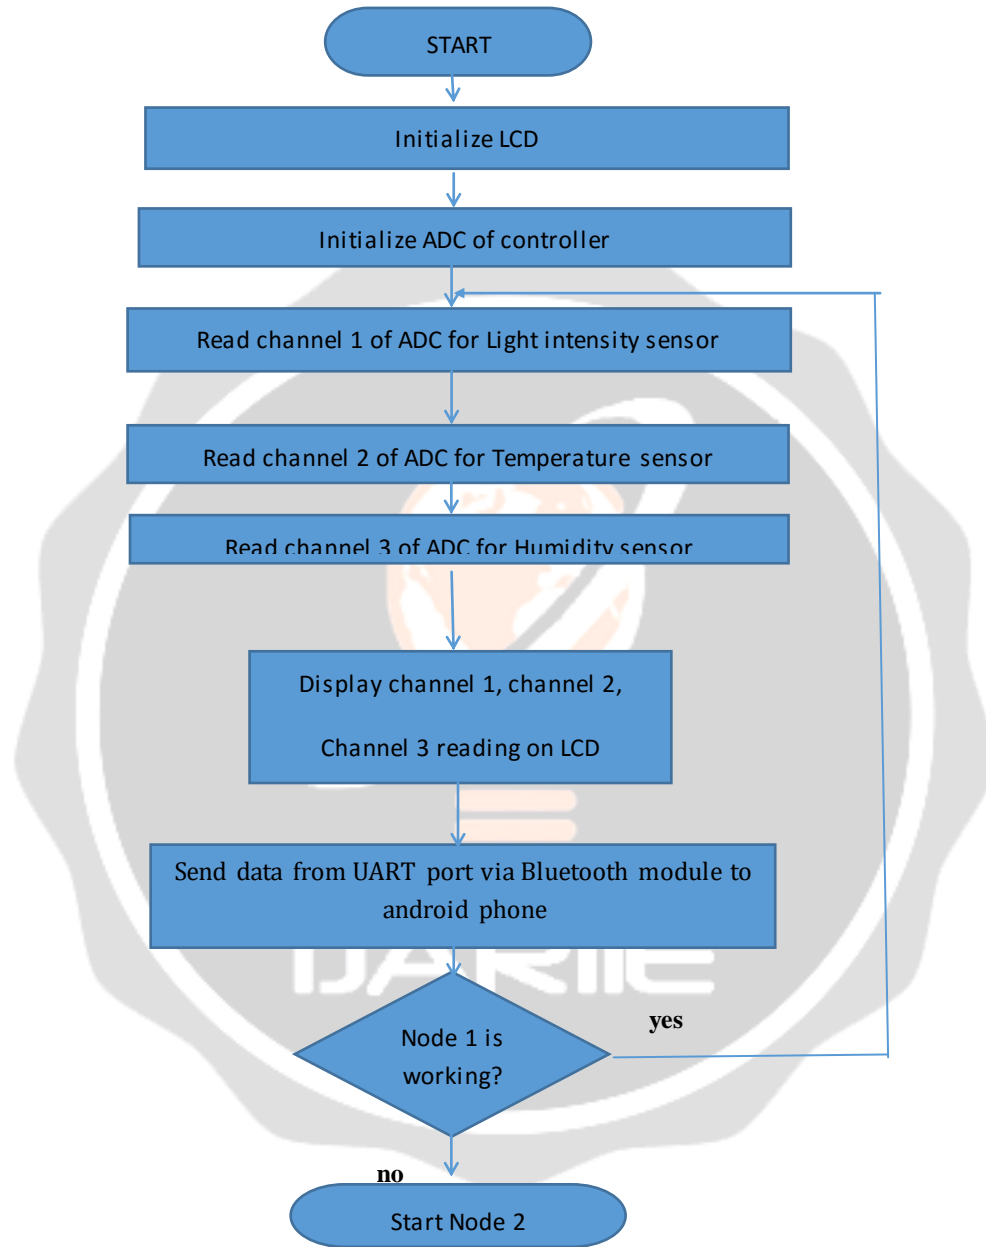 START
Initialize LCD
Initialize ADC of controller
Read channel 1 of ADC for Light intensity sensor
Read channel 2 of ADC for Temperature sensor
Read channel 3 of ADC for Humidity sensor
Display channel 1, channel 2,
Channel 3 reading on LCD
Send data from UART port via Bluetooth module to
android phone
IJARIIE
Node 1 is
working?
yes
no
Start Node 2